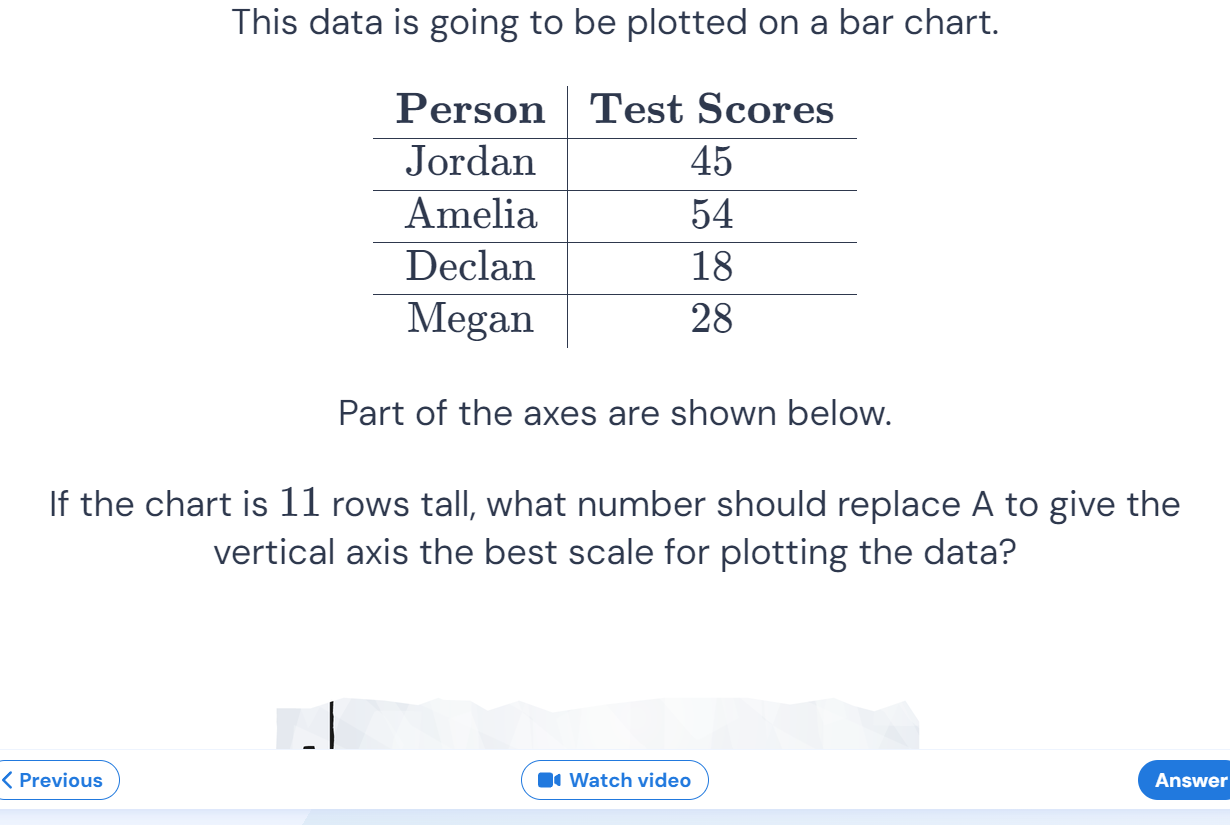 This data is going to be plotted on a bar chart.
Person Test Scores
Jordan 45
Amelia 54
Declan 18
Megan 28
Part of the axes are shown below.
If the chart is 11 rows tall, what number should replace A to give the
vertical axis the best scale for plotting the data?
Previous Watch video Answer